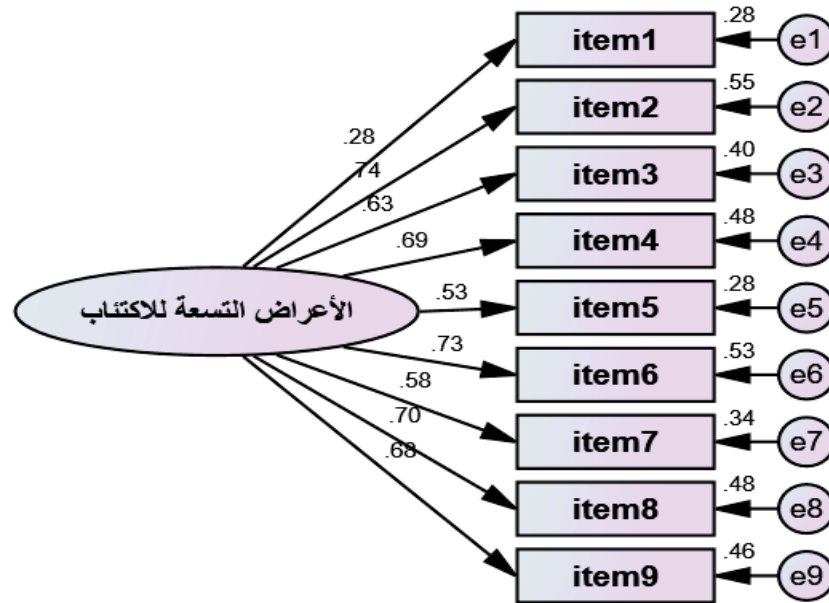 .28
item1
e1
.28
.55
item2
e2
.74
.40
item3
e3
.63
.48
item4
e4
.69
.28
item5
e5
.53
الأعراض التسعة للاكتئاب
.53
item6
e6
.73
.34
item7
e7
.58
.48
item8
e8
.70
.46
item9
e9
.68